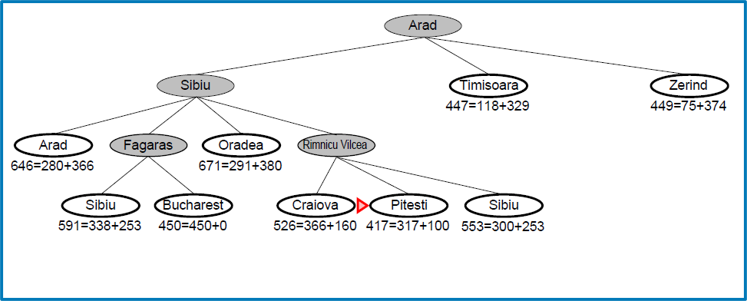 Arad
Sibiu
Timisoara
Zerind
447=118+329
449=75+374
Arad
Fagaras
Oradea
Rimnicu Vilcea
646=280+366
671=291+380
Sibiu
Bucharest
Craiova
Pitesti
Sibiu
591=338+253
450=450+0
526=366+160
417=317+100
553=300+253